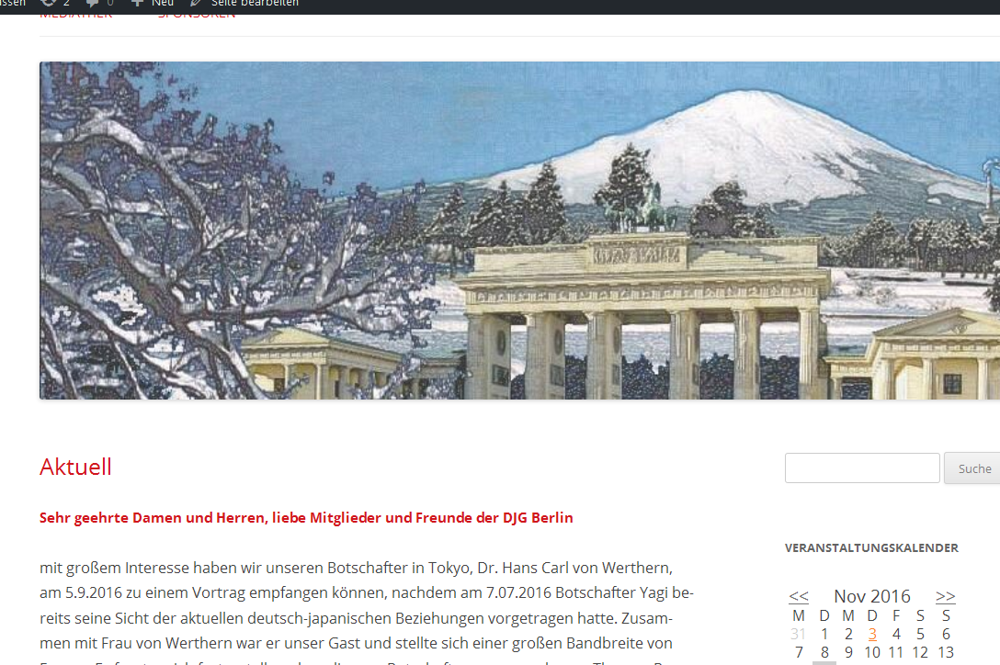 2 0 Neu Seite bearbeiten
MEDIATHEK SPONSOREN
Aktuell
Suche
Sehr geehrte Damen und Herren, liebe Mitglieder und Freunde der DJG Berlin
VERANSTALTUNGSKALENDER
mit großem Interesse haben wir unseren Botschafter in Tokyo, Dr. Hans Carl von Werthern,
am 5.9.2016 zu einem Vortrag empfangen können, nachdem am 7.07.2016 Botschafter Yagi be-
reits seine Sicht der aktuellen deutsch-japanischen Beziehungen vorgetragen hatte. Zusam-
men mit Frau von Werthern war er unser Gast und stellte sich einer großen Bandbreite von
<< Nov 2016 >>
M D M D F S S
31 1 2 3 4 5 6
7 8 9 10 11 12 13